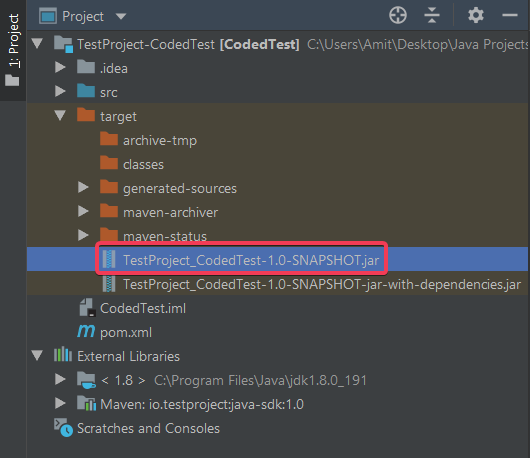 Project
1: Project
TestProject-CodedTest [CodedTest] C:\Users\Amit\Desktop\Java Projects
.idea
src
target
archive-tmp
classes
generated-sources
maven-archiver
maven-status
TestProject_CodedTest-1.0-SNAPSHOT.jar
TestProject_CodedTest-1.0-SNAPSHOT-jar-with-dependencies.jar
CodedTest.iml
m pom.xml
External Libraries
< 1.8 > C:\Program Files\Java\jdk1.8.0_191
Maven: io.testproject:java-sdk:1.0
Scratches and Consoles